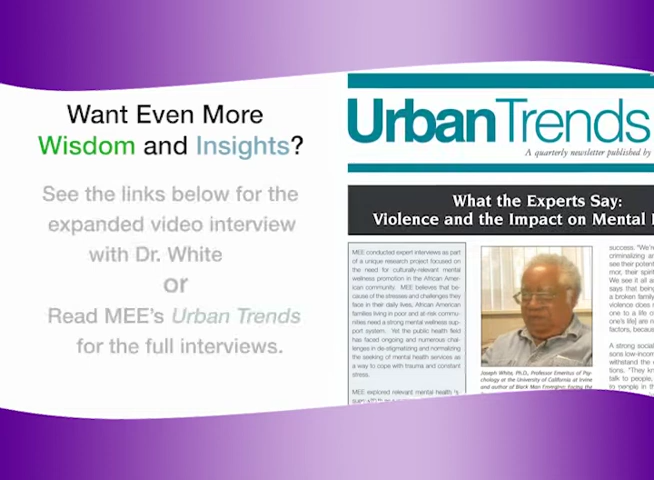 Want Even More
Wisdom and Insights?
See the links below for the
expanded video interview
with Dr. White
or
Read MEE's Urban Trends
for the full interviews.
UrbanTrends
A quarterly newsletter published by
What the Experts Say:
Violence and the Impact on Mental
MEE conducted expert interviews as part
of a unique research project focused on
the need for culturally-relevant mental
wellness promotion in the African Amer-
ican community. MEE believes that be-
cause of the stresses and challenges they
face in their daily lives, African American
families living in poor and at-risk commu-
nities need a strong mental wellness sup-
port system. Yet the public health field
has faced ongoing and numerous chal-
lenges in de-stigmatizing and normalizing
the seeking of mental health services as
a way to cope with trauma and constant
stress.
MEE explored relevant mental health
Joseph White, Ph.D., Professor Emeritus of Psy-
chology at the University of California at Irvine
and author of Black Man Emerging: Facing the
success. "We're
criminalizing an
see their poten
mor, their spirit
We see it all a
says that being
a broken family
violence does n
one to a life o
one's life] are n
factors, becaus
A strong social
sons low-incom
withstand the
tions. "They k
talk to people,
to people in th